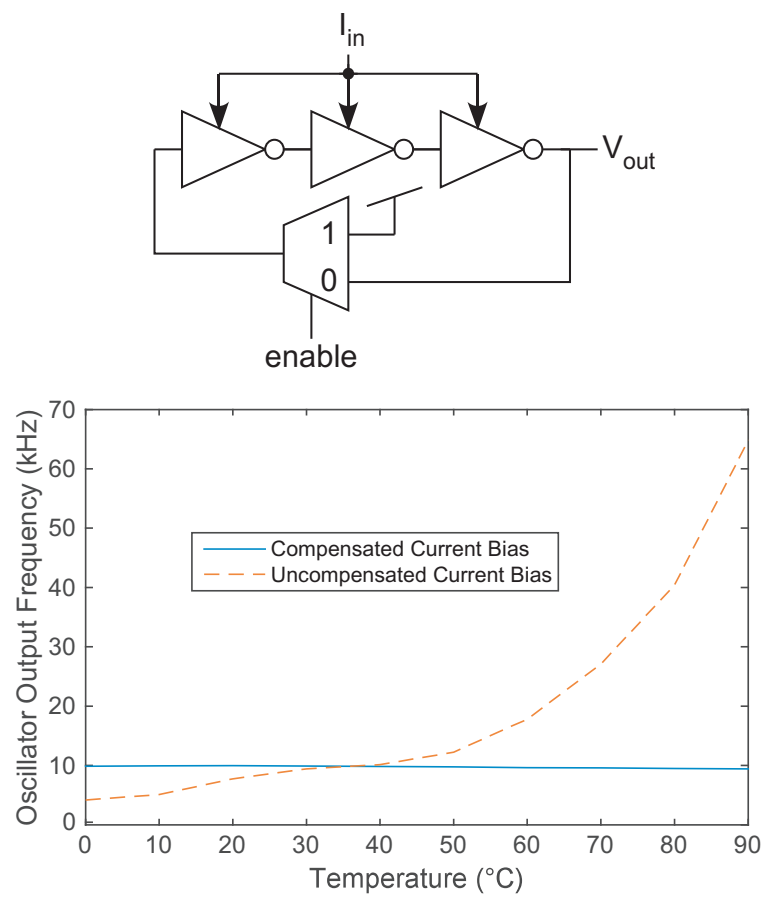 I_in
V_out
1
0
enable
Oscillator Output Frequency (kHz)
70
60
50
40
30
20
10
0
Compensated Current Bias
Uncompensated Current Bias
0 10 20 30 40 50 60 70 80 90
Temperature (°C)